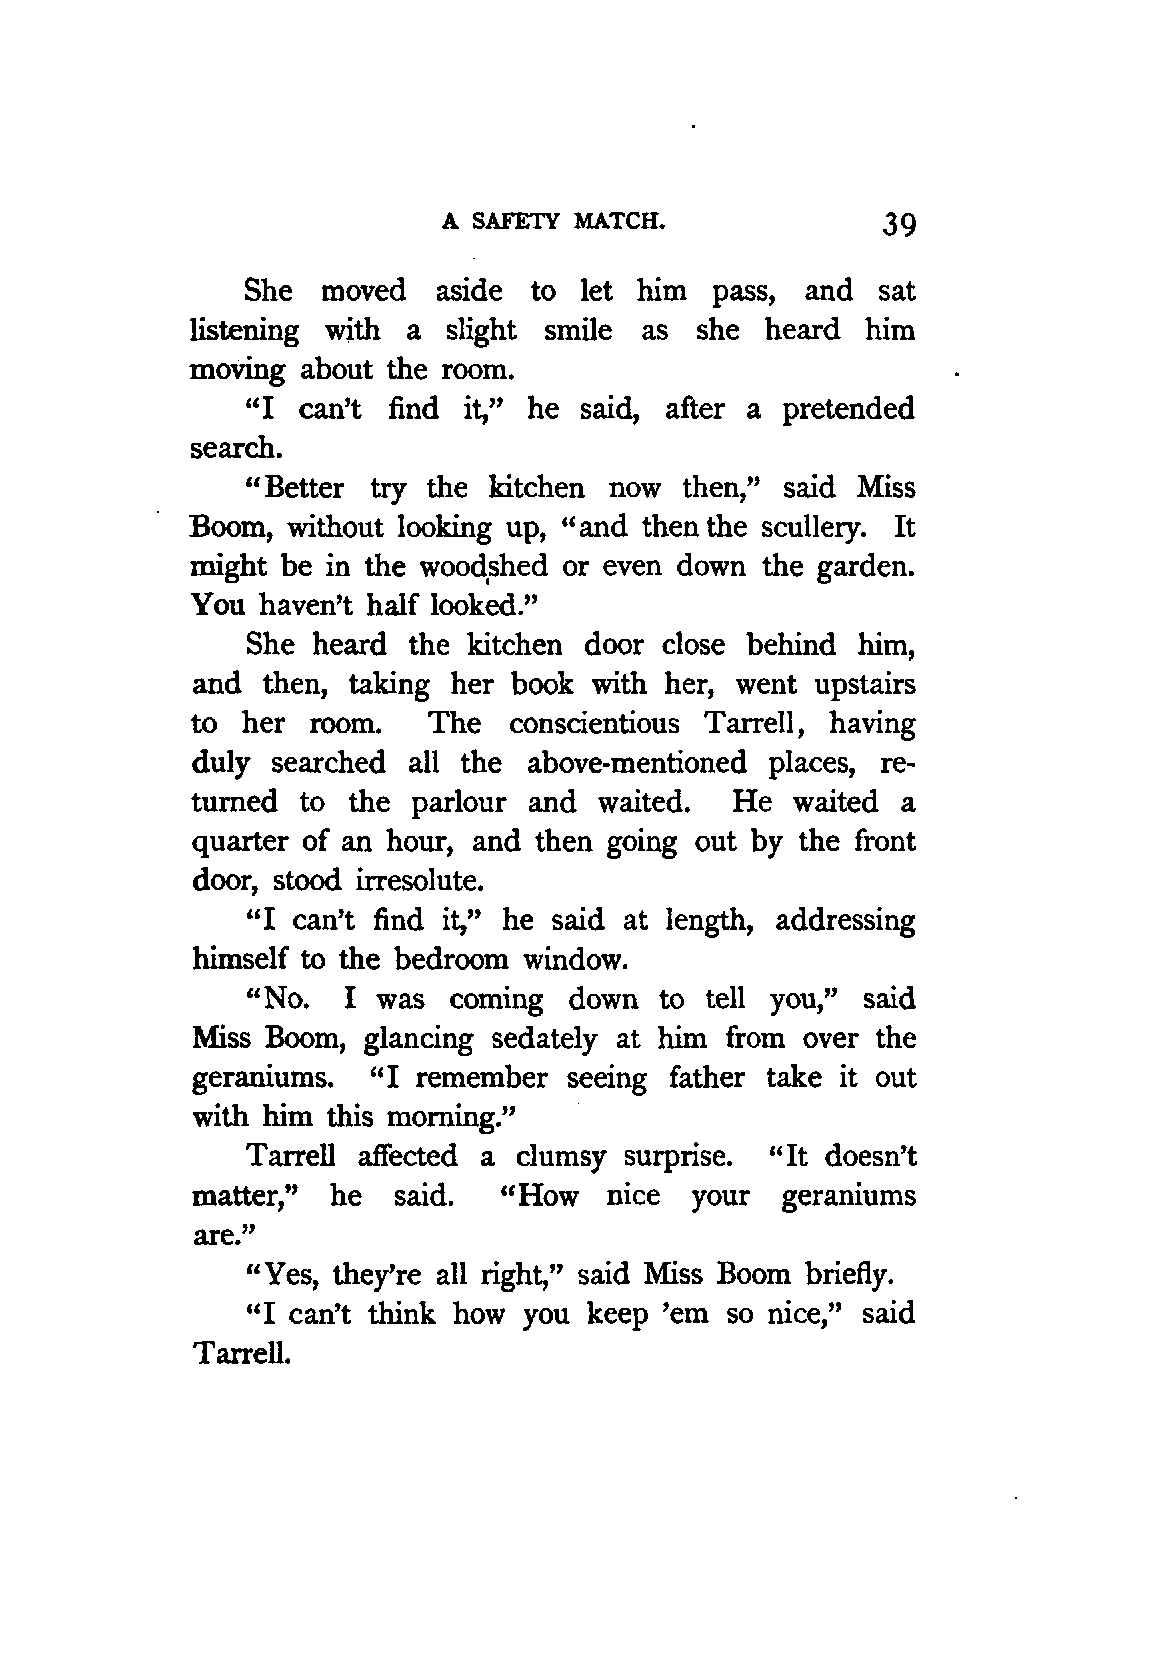 A SAFETY MATCH. 39
She moved aside to let him pass, and sat
listening with a slight smile as she heard him
moving about the room.
“I can’t find it,” he said, after a pretended
search.
“Better try the kitchen now then,” said Miss
Boom, without looking up, “and then the scullery. It
might be in the woodshed or even down the garden.
You haven’t half looked.”
She heard the kitchen door close behind him,
and then, taking her book with her, went upstairs
to her room. The conscientious Tarrell, having
duly searched all the above-mentioned places, re-
turned to the parlour and waited. He waited a
quarter of an hour, and then going out by the front
door, stood irresolute.
“I can’t find it,” he said at length, addressing
himself to the bedroom window.
“No. I was coming down to tell you,” said
Miss Boom, glancing sedately at him from over the
geraniums. “I remember seeing father take it out
with him this morning.”
Tarrell affected a clumsy surprise. “It doesn’t
matter,” he said. “How nice your geraniums
are.”
“Yes, they’re all right,” said Miss Boom briefly.
“I can’t think how you keep ’em so nice,” said
Tarrell.